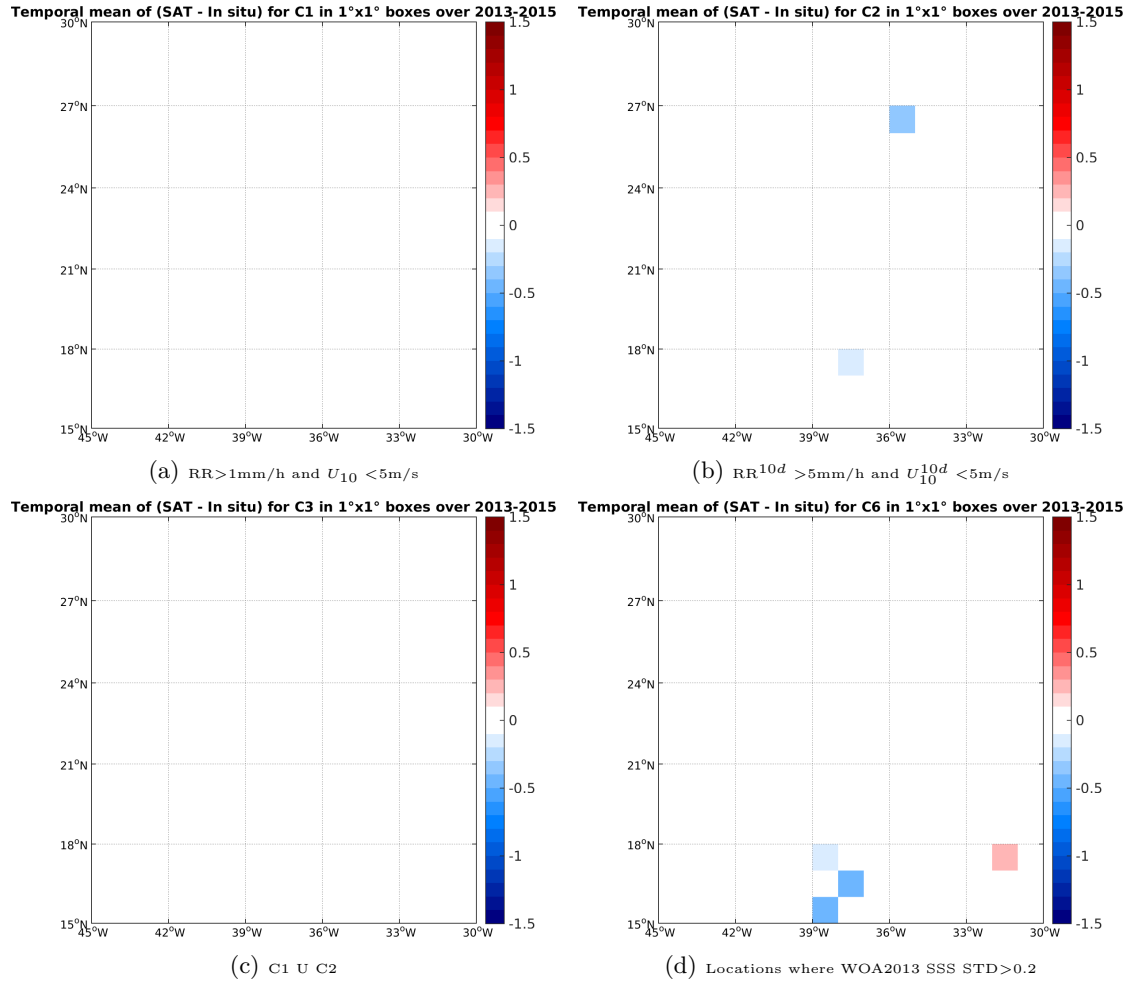 Temporal mean of (SAT - In situ) for C1 in 1°x1° boxes over 2013-2015
30°N
27°N
24°N
21°N
18°N
15°N
45°W 42°W 39°W 36°W 33°W 30°W
1.5
1
0.5
0
-0.5
-1
-1.5
(a) RR>1mm/h and U10 <5m/s
Temporal mean of (SAT - In situ) for C2 in 1°x1° boxes over 2013-2015
30°N
27°N
24°N
21°N
18°N
15°N
45°W 42°W 39°W 36°W 33°W 30°W
1.5
1
0.5
0
-0.5
-1
-1.5
(b) RR10d >5mm/h and U10d10 <5m/s
Temporal mean of (SAT - In situ) for C3 in 1°x1° boxes over 2013-2015
30°N
27°N
24°N
21°N
18°N
15°N
45°W 42°W 39°W 36°W 33°W 30°W
1.5
1
0.5
0
-0.5
-1
-1.5
(c) C1 U C2
Temporal mean of (SAT - In situ) for C6 in 1°x1° boxes over 2013-2015
30°N
27°N
24°N
21°N
18°N
15°N
45°W 42°W 39°W 36°W 33°W 30°W
1.5
1
0.5
0
-0.5
-1
-1.5
(d) Locations where WOA2013 SSS STD>0.2